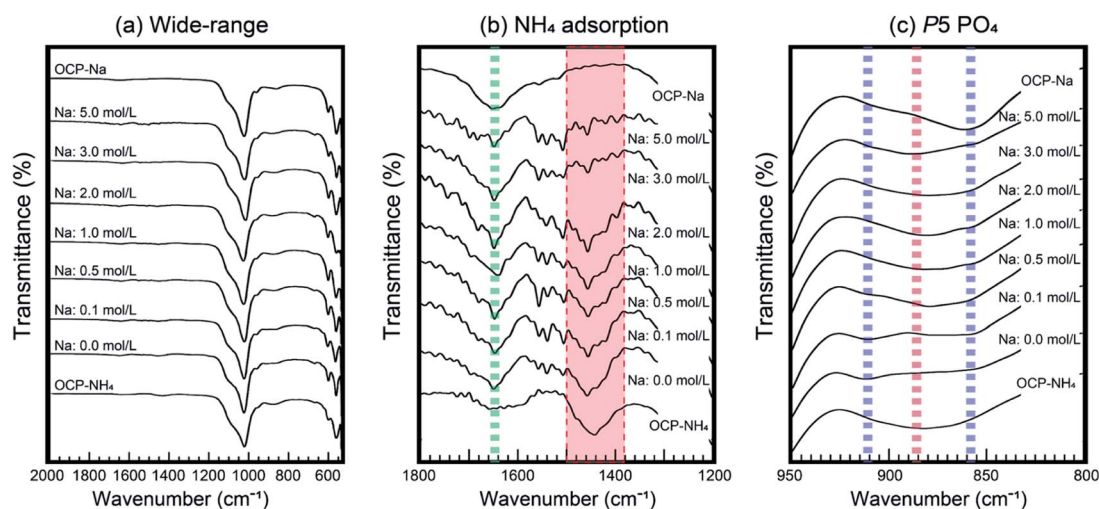 (a) Wide-range
Transmittance (%)
OCP-Na
Na: 5.0 mol/L
Na: 3.0 mol/L
Na: 2.0 mol/L
Na: 1.0 mol/L
Na: 0.5 mol/L
Na: 0.1 mol/L
Na: 0.0 mol/L
OCP-NH₄
2000 1600 1400 1200 1000 800 600
Wavenumber (cm⁻¹)
(b) NH₄ adsorption
Transmittance (%)
OCP-Na
Na: 5.0 mol/L
Na: 3.0 mol/L
Na: 2.0 mol/L
Na: 1.0 mol/L
Na: 0.5 mol/L
Na: 0.1 mol/L
Na: 0.0 mol/L
OCP-NH₄
1800 1600 1400 1200
Wavenumber (cm⁻¹)
(c) P5 PO₄
Transmittance (%)
OCP-Na
Na: 5.0 mol/L
Na: 3.0 mol/L
Na: 2.0 mol/L
Na: 1.0 mol/L
Na: 0.5 mol/L
Na: 0.1 mol/L
Na: 0.0 mol/L
OCP-NH₄
950 900 850 800
Wavenumber (cm⁻¹)